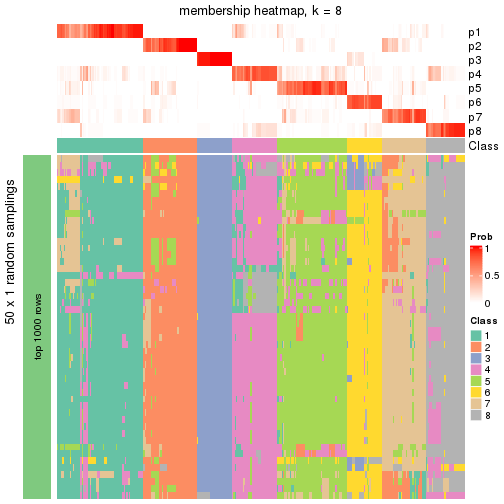 membership heatmap, k = 8
p1
p2
p3
p4
p5
p6
p7
p8
Class
50 x 1 random samplings
top 1000 rows
Prob
1
0.5
0
Class
1
2
3
4
5
6
7
8